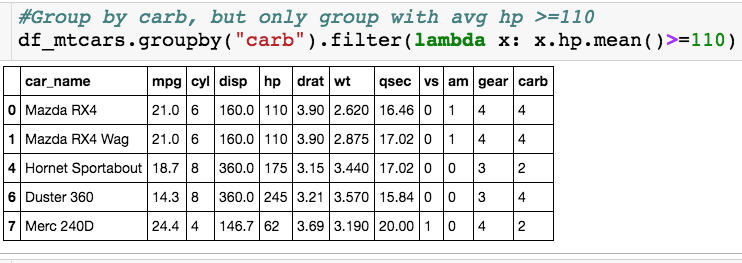 #Group by carb, but only group with avg hp >=110
df_mtcars.groupby("carb").filter(lambda x: x.hp.mean()>=110)
car_name mpg cyl disp hp drat wt qsec vs am gear carb
0 Mazda RX4 21.0 6 160.0 110 3.90 2.620 16.46 0 1 4 4
1 Mazda RX4 Wag 21.0 6 160.0 110 3.90 2.875 17.02 0 1 4 4
4 Hornet Sportabout 18.7 8 360.0 175 3.15 3.440 17.02 0 0 3 2
6 Duster 360 14.3 8 360.0 245 3.21 3.570 15.84 0 0 3 4
7 Merc 240D 24.4 4 146.7 62 3.69 3.190 20.00 1 0 4 2